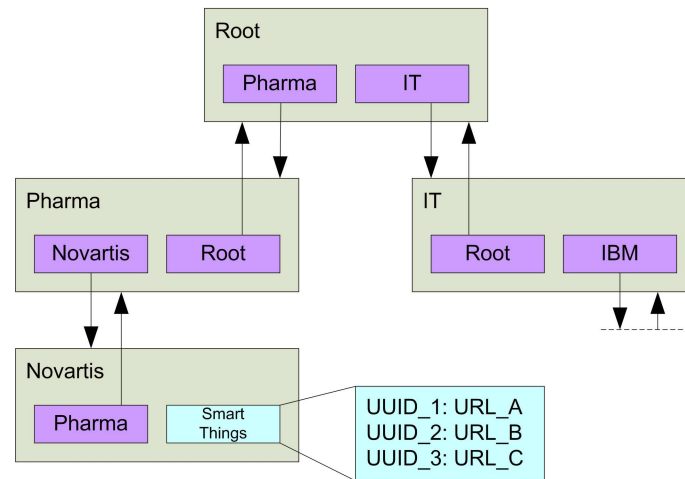 Root
Pharma
IT
Pharma
Novartis
Root
IT
Root
IBM
Novartis
Pharma
Smart
Things
UUID_1: URL_A
UUID_2: URL_B
UUID_3: URL_C